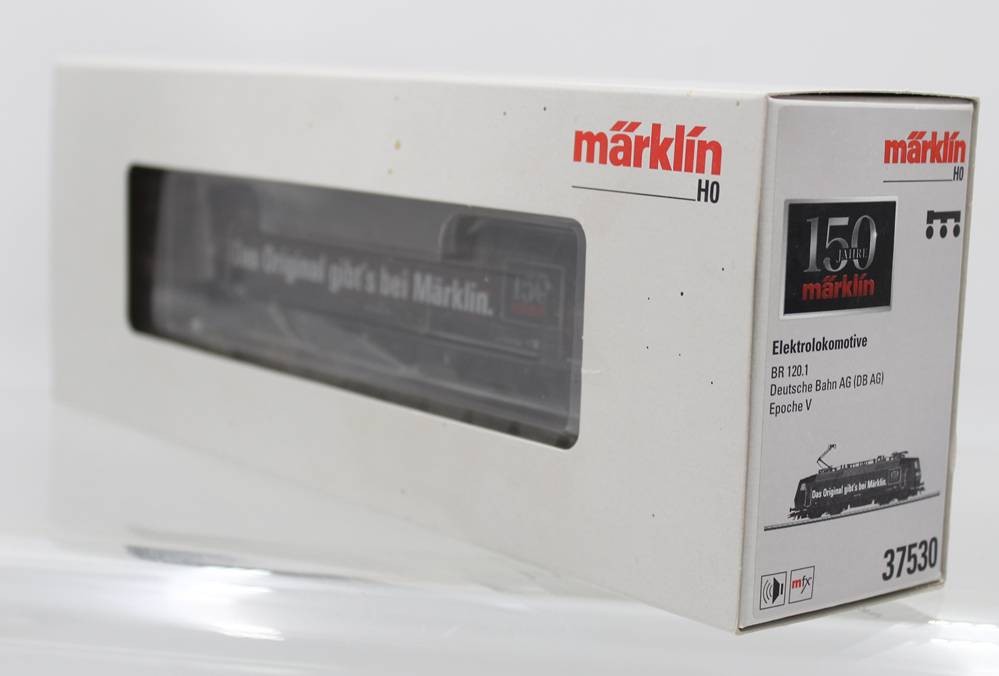 märklin
H0
Das Original gibt's bei Märklin.
150
märklin
H0
150
JAHRE
märklin
Elektrolokomotive
BR 120.1
Deutsche Bahn AG (DB AG)
Epoche V
Das Original gibt's bei Märklin.
37530
mfx